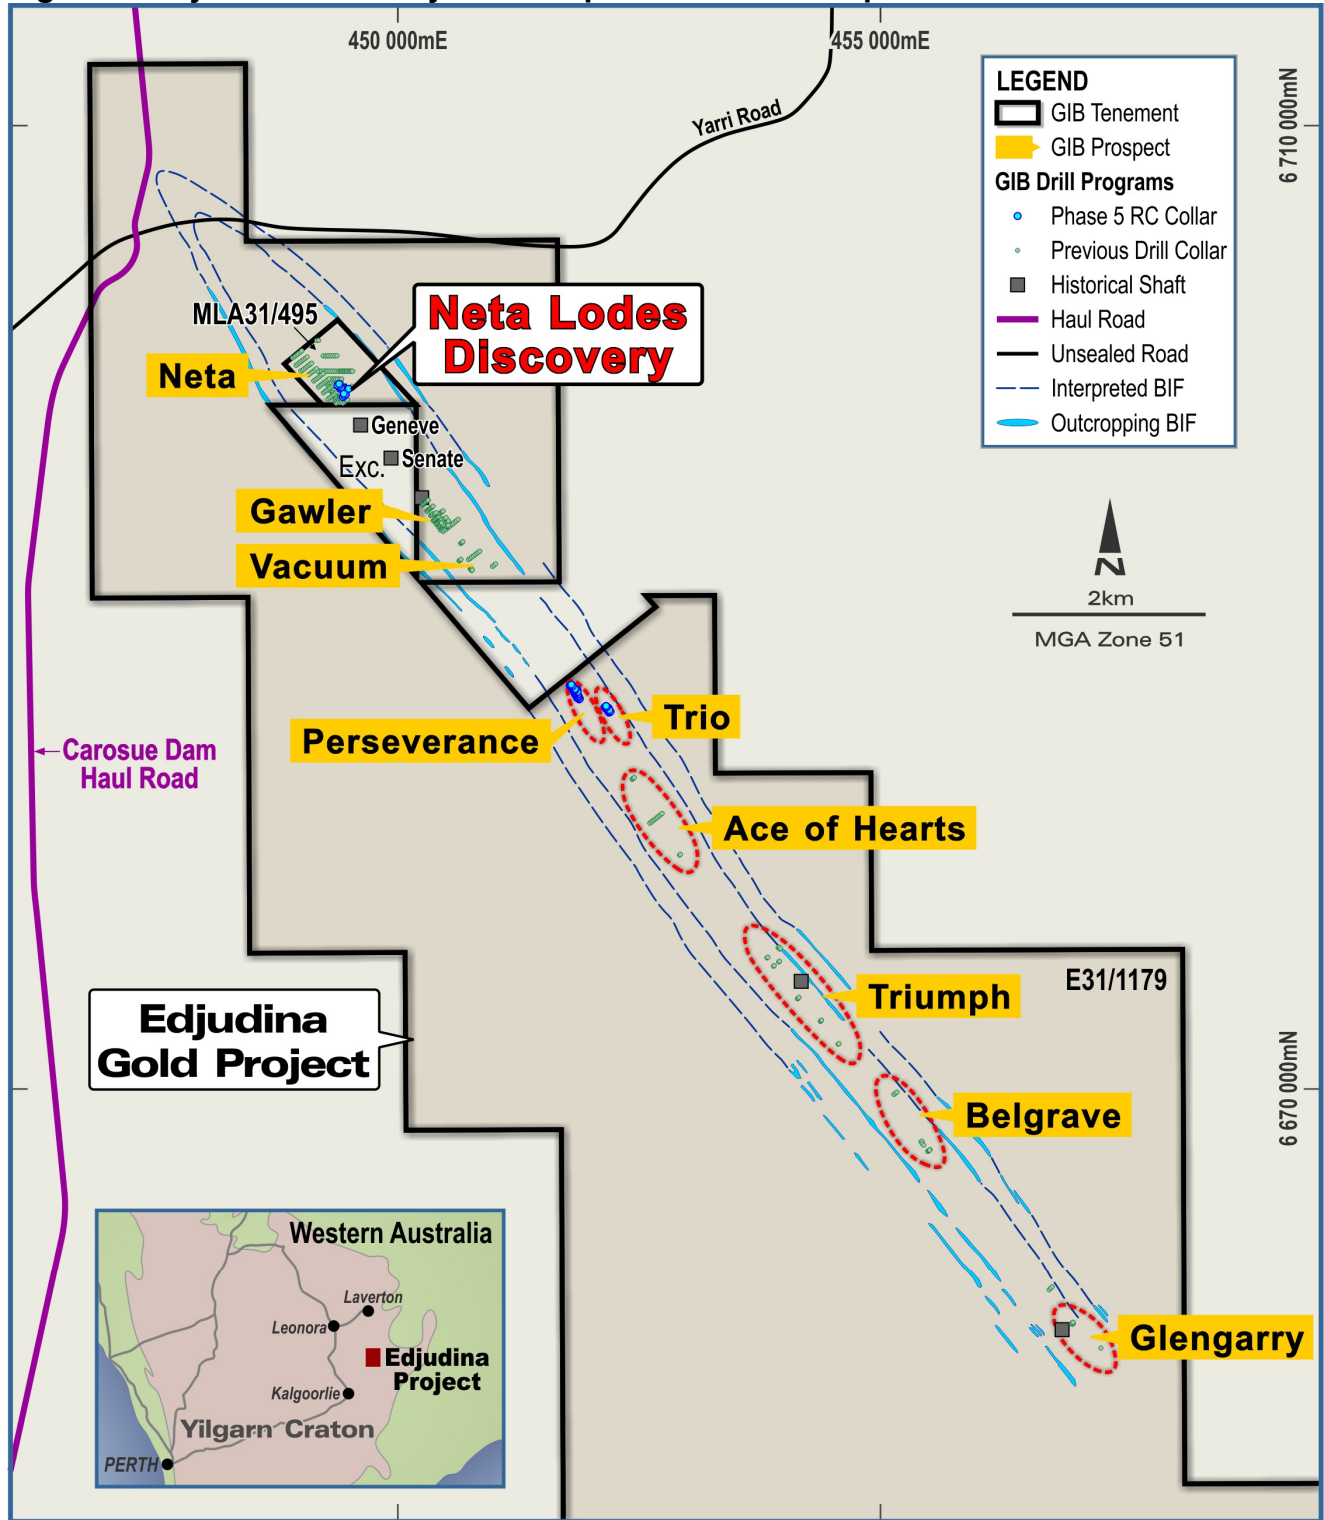 450 000mE
455 000mE
6 710 000mN
Yarri Road
LEGEND
GIB Tenement
GIB Prospect
GIB Drill Programs
Phase 5 RC Collar
Previous Drill Collar
Historical Shaft
Haul Road
Unsealed Road
Interpreted BIF
Outcropping BIF
MLA31/495
Neta Lodes
Discovery
Neta
Geneve
Senate
Exc.
Gawler
Vacuum
N
2km
MGA Zone 51
Perseverance
Trio
Carosue Dam
Haul Road
Ace of Hearts
E31/1179
Triumph
Edjudina
Gold Project
6 670 000mN
Belgrave
Glengarry
Western Australia
Laverton
Leonora
Edjudina
Project
Kalgoorlie
Yilgarn Craton
PERTH